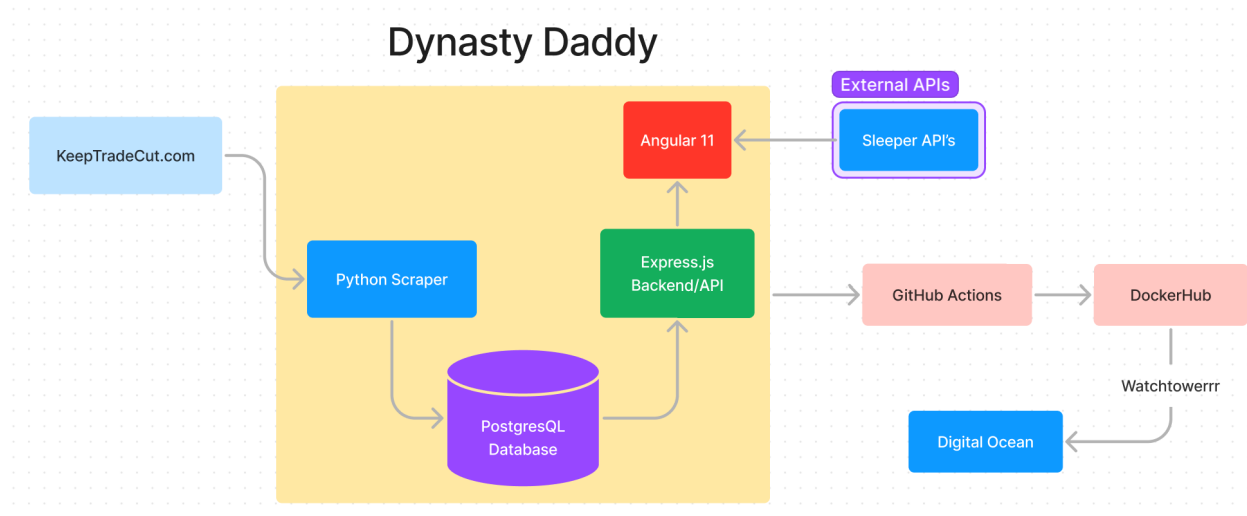 Dynasty Daddy
External APIs
KeepTradeCut.com
Angular 11
Sleeper API's
Python Scraper
Express.js
Backend/API
GitHub Actions
DockerHub
Watchtowerrr
PostgresQL
Database
Digital Ocean